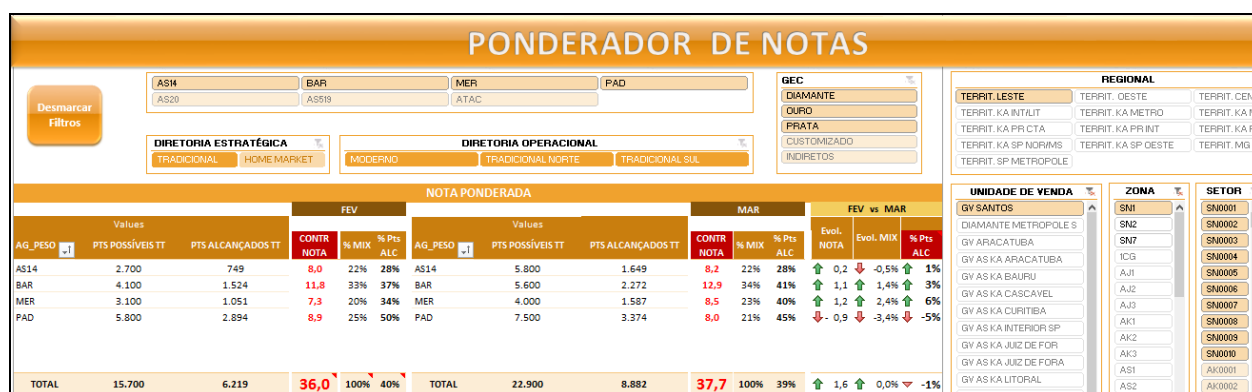 PONDERADOR DE NOTAS
Desmarcar
Filtros
AS14 BAR MER PAD
AS20 AS519 ATAC
DIRETORIA ESTRATÉGICA
TRADICIONAL HOME MARKET
DIRETORIA OPERACIONAL
MODERNO TRADICIONAL NORTE TRADICIONAL SUL
GEC
DIAMANTE
OURO
PRATA
CUSTOMIZADO
INDIRETOS
REGIONAL
TERRIT. LESTE TERRIT. OESTE TERRIT. CEN
TERRIT. KA INT/LIT TERRIT. KA METRO TERRIT. KA M
TERRIT. KA PR CTA TERRIT. KA PR INT TERRIT. KA F
TERRIT. KA SP NOR/MS TERRIT. KA SP OESTE TERRIT. MG
TERRIT. SP METROPOLE
NOTA PONDERADA
FEV MAR FEV vs MAR
Values Values
AG_PESO PTS POSSÍVEIS TT PTS ALCANÇADOS TT CONTR NOTA % MIX % Pts ALC AG_PESO PTS POSSÍVEIS TT PTS ALCANÇADOS TT CONTR NOTA % MIX % Pts ALC Evol. NOTA Evol. MIX % Pts ALC
AS14 2.700 749 8,0 22% 28% AS14 5.800 1.649 8,2 22% 28% 0,2 -0,5% 1%
BAR 4.100 1.524 11,8 33% 37% BAR 5.600 2.272 12,9 34% 41% 1,1 1,4% 3%
MER 3.100 1.051 7,3 20% 34% MER 4.000 1.587 8,5 23% 40% 1,2 2,4% 6%
PAD 5.800 2.894 8,9 25% 50% PAD 7.500 3.374 8,0 21% 45% - 0,9 -3,4% -5%
TOTAL 15.700 6.219 36,0 100% 40% TOTAL 22.900 8.882 37,7 100% 39% 1,6 0,0% -1%
UNIDADE DE VENDA
GV SANTOS
DIAMANTE METROPOLE S
GV ARACATUBA
GV AS KA ARACATUBA
GV AS KA BAURU
GV AS KA CASCAVEL
GV AS KA CURITIBA
GV AS KA INTERIOR SP
GV AS KA JUIZ DE FOR
GV AS KA JUIZ DE FORA
GV AS KA LITORAL
ZONA
SN1
SN2
SN7
1CG
AJ1
AJ2
AJ3
AK1
AK2
AK3
AS1
AS2
SETOR
SN0001
SN0002
SN0003
SN0004
SN0005
SN0006
SN0007
SN0008
SN0009
SN0010
AK0001
AK0002